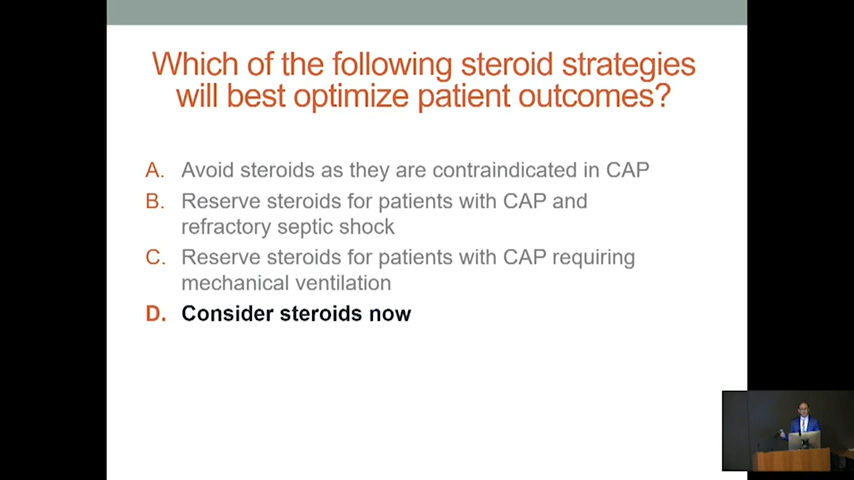 Which of the following steroid strategies
will best optimize patient outcomes?
A. Avoid steroids as they are contraindicated in CAP
B. Reserve steroids for patients with CAP and
refractory septic shock
C. Reserve steroids for patients with CAP requiring
mechanical ventilation
D. Consider steroids now